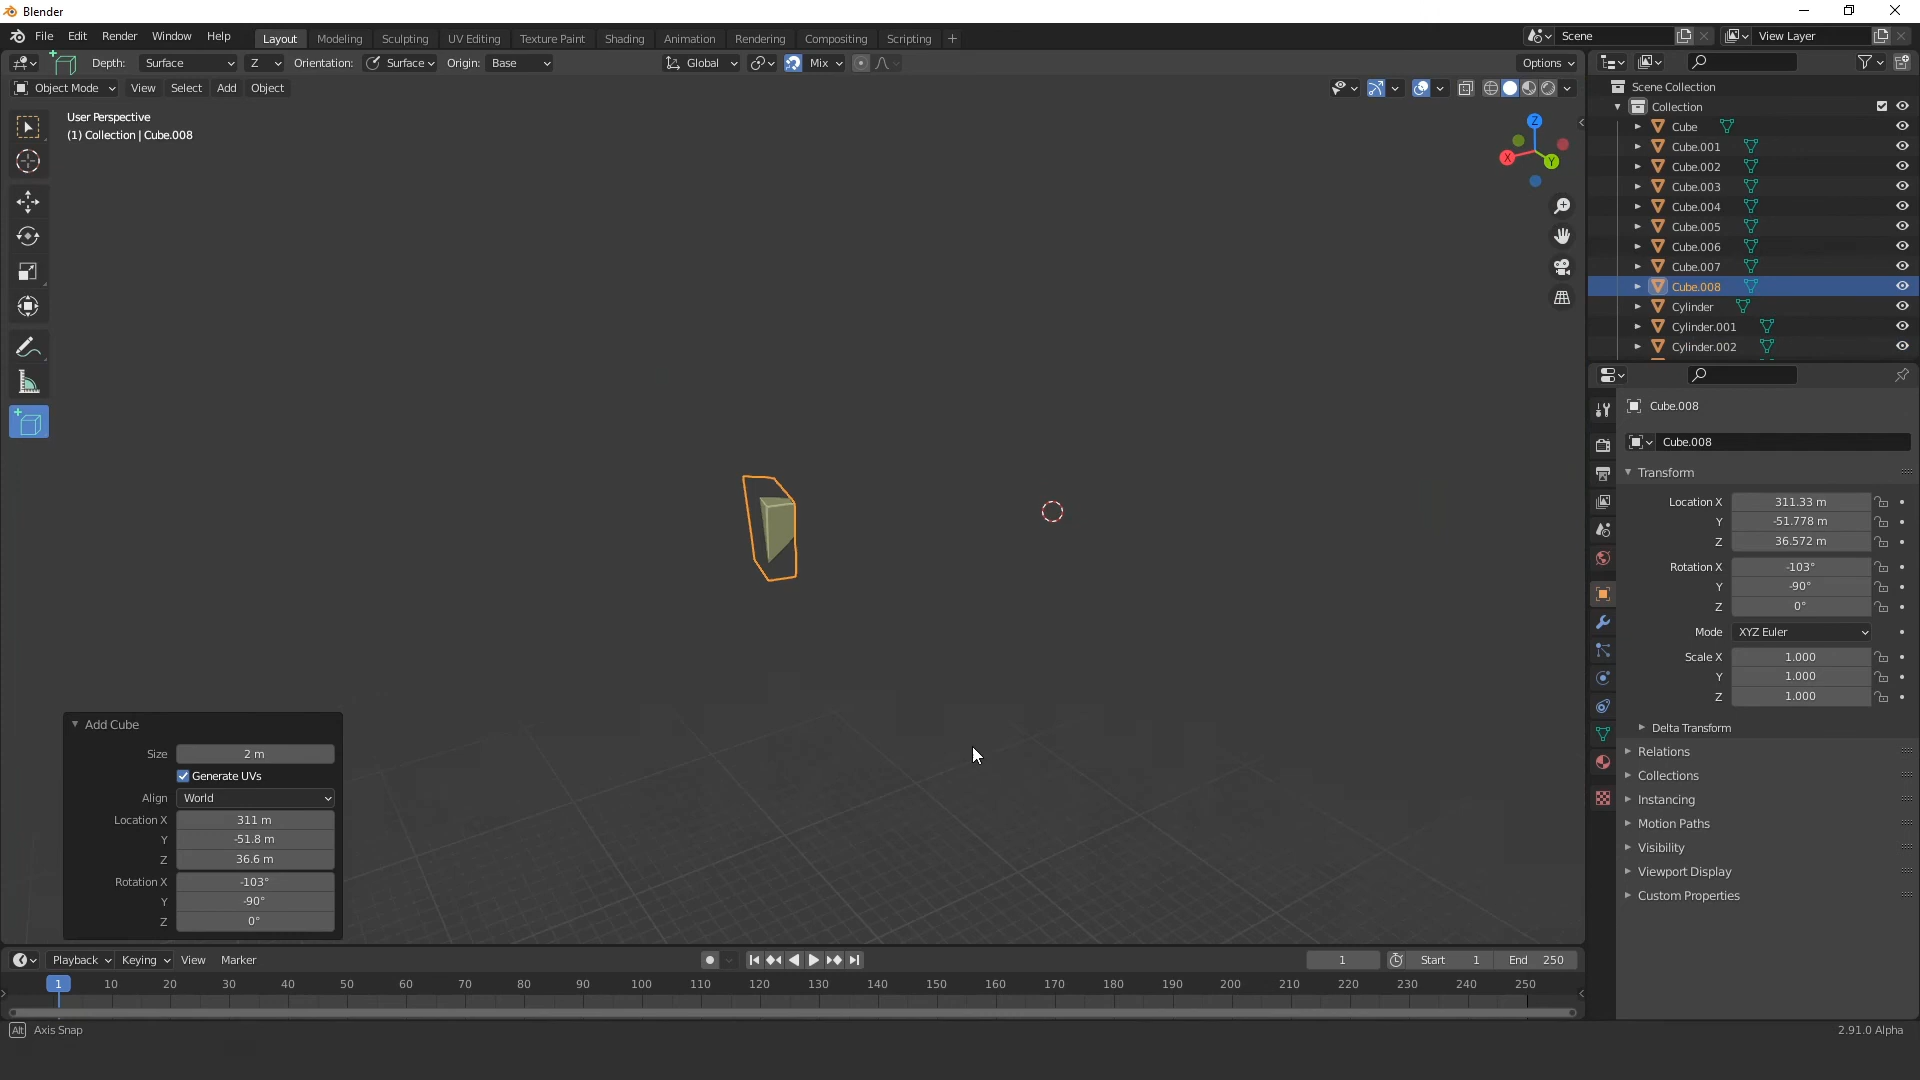 Blender
File Edit Render Window Help Layout Modeling Sculpting UV Editing Texture Paint Shading Animation Rendering Compositing Scripting + Scene View Layer
Depth: Surface Z Orientation: Surface Origin: Base Global Mix Options
Object Mode View Select Add Object
User Perspective
(1) Collection | Cube.008
Z
X
Y
Scene Collection
Collection
Cube
Cube.001
Cube.002
Cube.003
Cube.004
Cube.005
Cube.006
Cube.007
Cube.008
Cylinder
Cylinder.001
Cylinder.002
Cube.008
Cube.008
Transform
Location X 311.33 m
Y -51.778 m
Z 36.572 m
Rotation X -103°
Y -90°
Z 0°
Mode XYZ Euler
Scale X 1.000
Y 1.000
Z 1.000
Delta Transform
Relations
Collections
Instancing
Motion Paths
Visibility
Viewport Display
Custom Properties
Add Cube
Size 2 m
Generate UVs
Align World
Location X 311 m
Y -51.8 m
Z 36.6 m
Rotation X -103°
Y -90°
Z 0°
Playback Keying View Marker 1 Start 1 End 250
1 10 20 30 40 50 60 70 80 90 100 110 120 130 140 150 160 170 180 190 200 210 220 230 240 250
Alt Axis Snap 2.91.0 Alpha